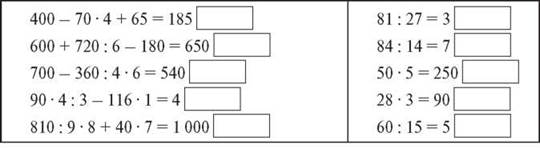 400 – 70 · 4 + 65 = 185
600 + 720 : 6 – 180 = 650
700 – 360 : 4 · 6 = 540
90 · 4 : 3 – 116 · 1 = 4
810 : 9 · 8 + 40 · 7 = 1 000
81 : 27 = 3
84 : 14 = 7
50 · 5 = 250
28 · 3 = 90
60 : 15 = 5